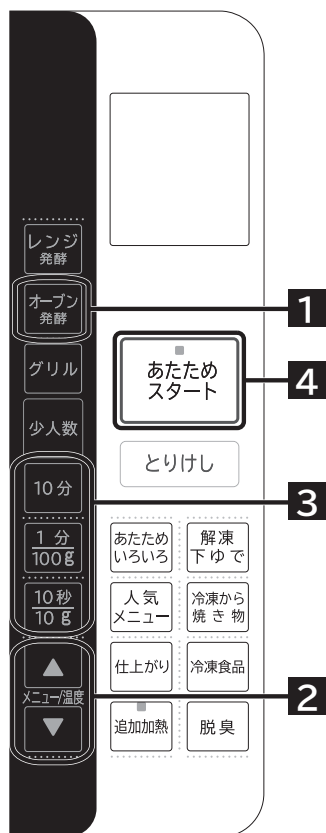 レンジ
発酵
オーブン
発酵
1
グリル
あたため
スタート
4
少人数
とりけし
10分
3
1分
100g
あたため
いろいろ
解凍
下ゆで
10秒
10g
人気
メニュー
冷凍から
焼き物
▲
仕上がり
冷凍食品
メニュー/温度
2
▼
追加加熱
脱臭